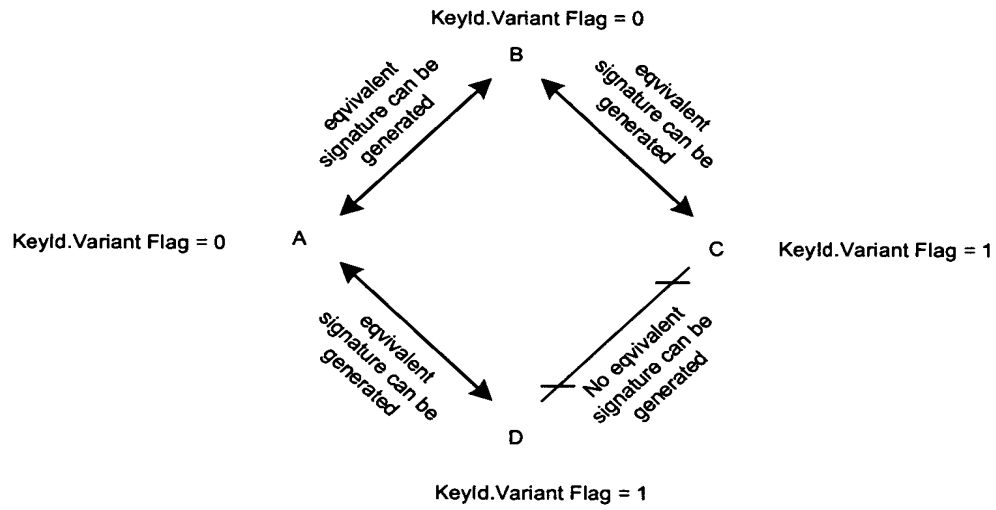 KeyId.Variant Flag = 0
B
eqvivalent
signature can be
generated
eqvivalent
signature can be
generated
KeyId.Variant Flag = 0
A
C
KeyId.Variant Flag = 1
eqvivalent
signature can be
generated
No eqvivalent
signature can be
generated
D
KeyId.Variant Flag = 1